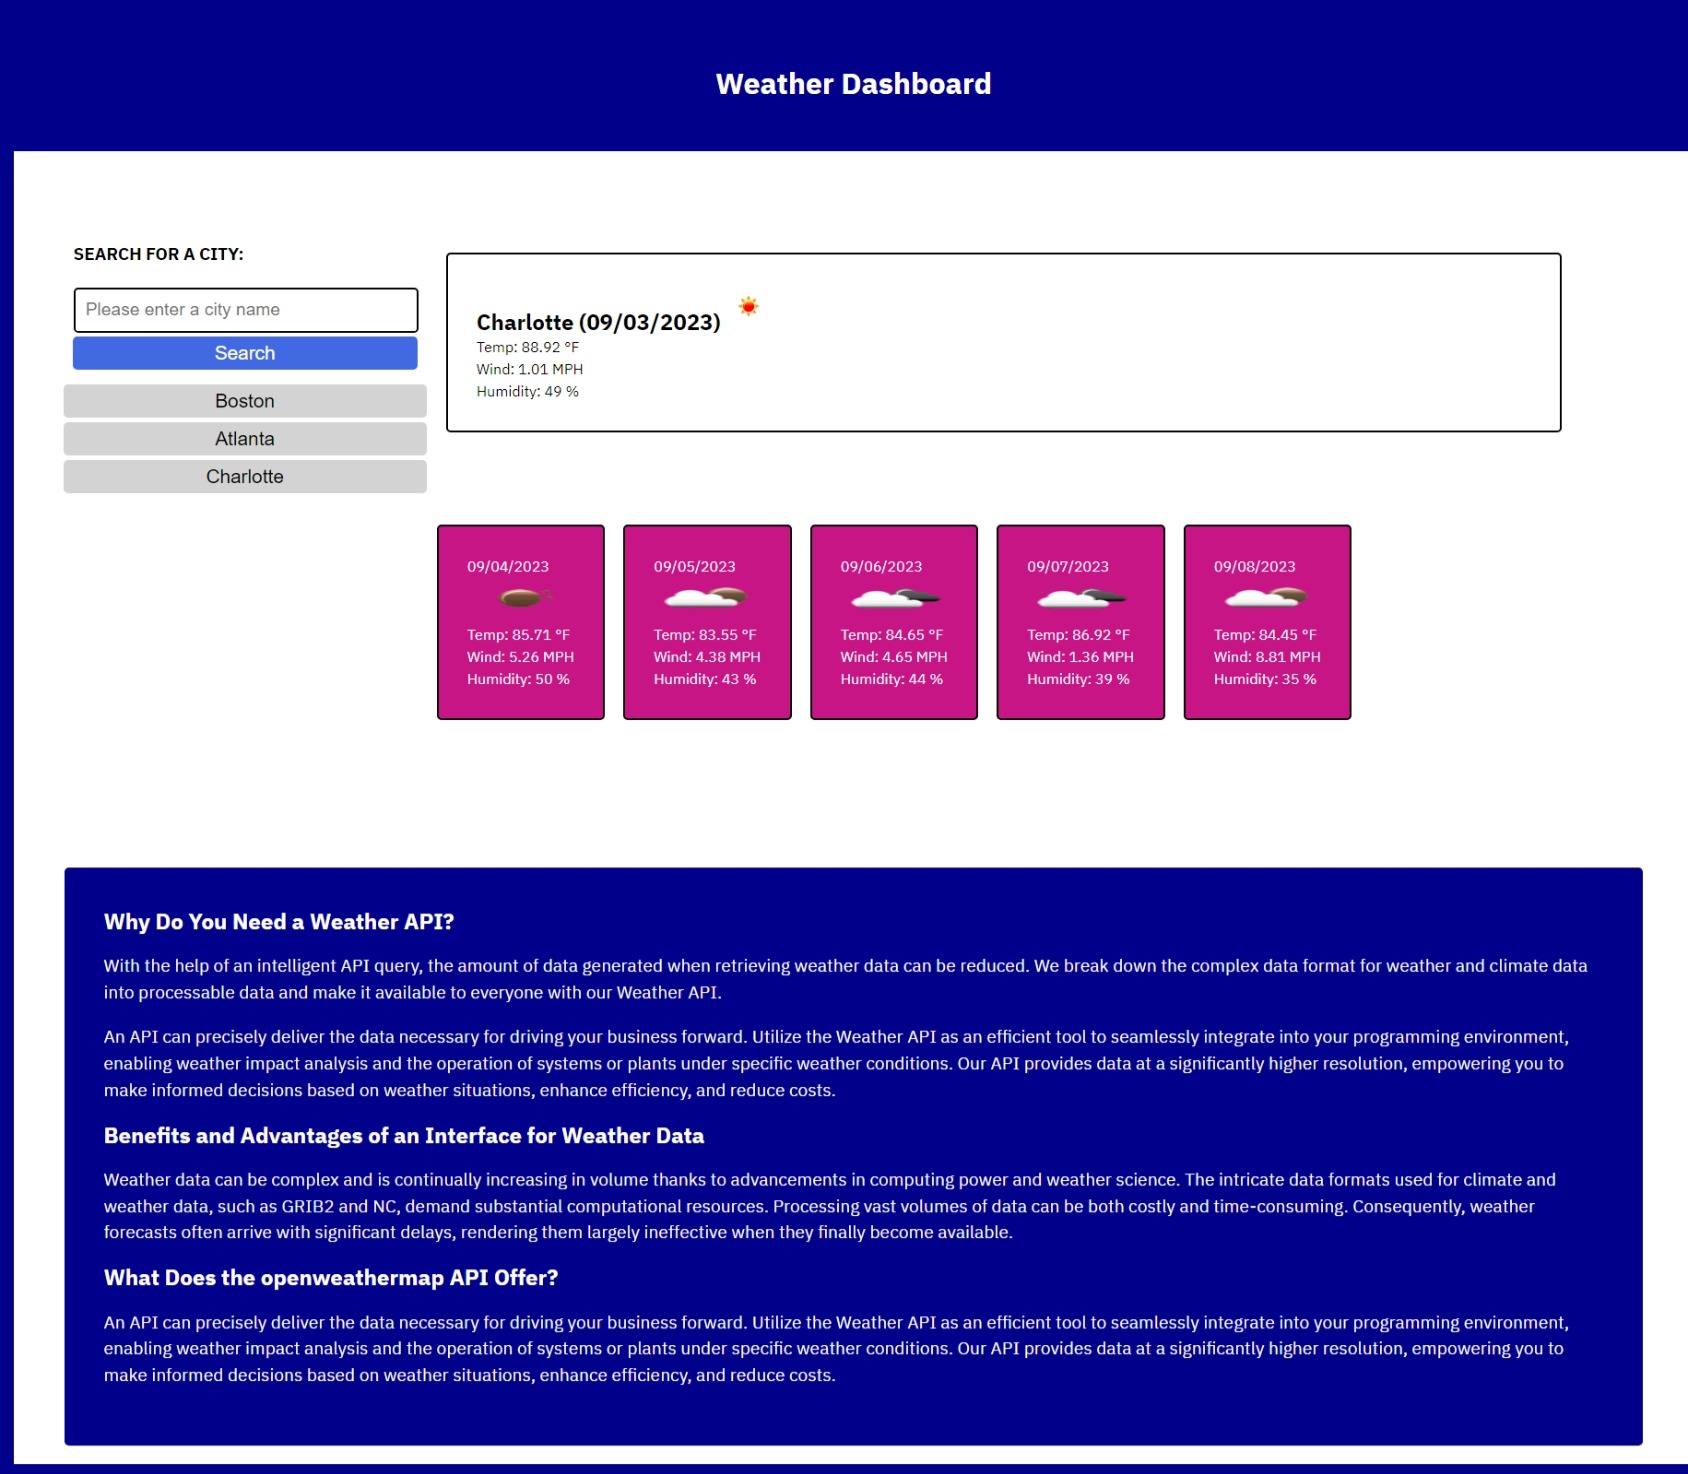 Weather Dashboard
SEARCH FOR A CITY:
Please enter a city name
Search
Boston
Atlanta
Charlotte
Charlotte (09/03/2023)
Temp: 88.92 °F
Wind: 1.01 MPH
Humidity: 49 %
09/04/2023
Temp: 85.71 °F
Wind: 5.26 MPH
Humidity: 50 %
09/05/2023
Temp: 83.55 °F
Wind: 4.38 MPH
Humidity: 43 %
09/06/2023
Temp: 84.65 °F
Wind: 4.65 MPH
Humidity: 44 %
09/07/2023
Temp: 86.92 °F
Wind: 1.36 MPH
Humidity: 39 %
09/08/2023
Temp: 84.45 °F
Wind: 8.81 MPH
Humidity: 35 %
Why Do You Need a Weather API?
With the help of an intelligent API query, the amount of data generated when retrieving weather data can be reduced. We break down the complex data format for weather and climate data
into processable data and make it available to everyone with our Weather API.
An API can precisely deliver the data necessary for driving your business forward. Utilize the Weather API as an efficient tool to seamlessly integrate into your programming environment,
enabling weather impact analysis and the operation of systems or plants under specific weather conditions. Our API provides data at a significantly higher resolution, empowering you to
make informed decisions based on weather situations, enhance efficiency, and reduce costs.
Benefits and Advantages of an Interface for Weather Data
Weather data can be complex and is continually increasing in volume thanks to advancements in computing power and weather science. The intricate data formats used for climate and
weather data, such as GRIB2 and NC, demand substantial computational resources. Processing vast volumes of data can be both costly and time-consuming. Consequently, weather
forecasts often arrive with significant delays, rendering them largely ineffective when they finally become available.
What Does the openweathermap API Offer?
An API can precisely deliver the data necessary for driving your business forward. Utilize the Weather API as an efficient tool to seamlessly integrate into your programming environment,
enabling weather impact analysis and the operation of systems or plants under specific weather conditions. Our API provides data at a significantly higher resolution, empowering you to
make informed decisions based on weather situations, enhance efficiency, and reduce costs.